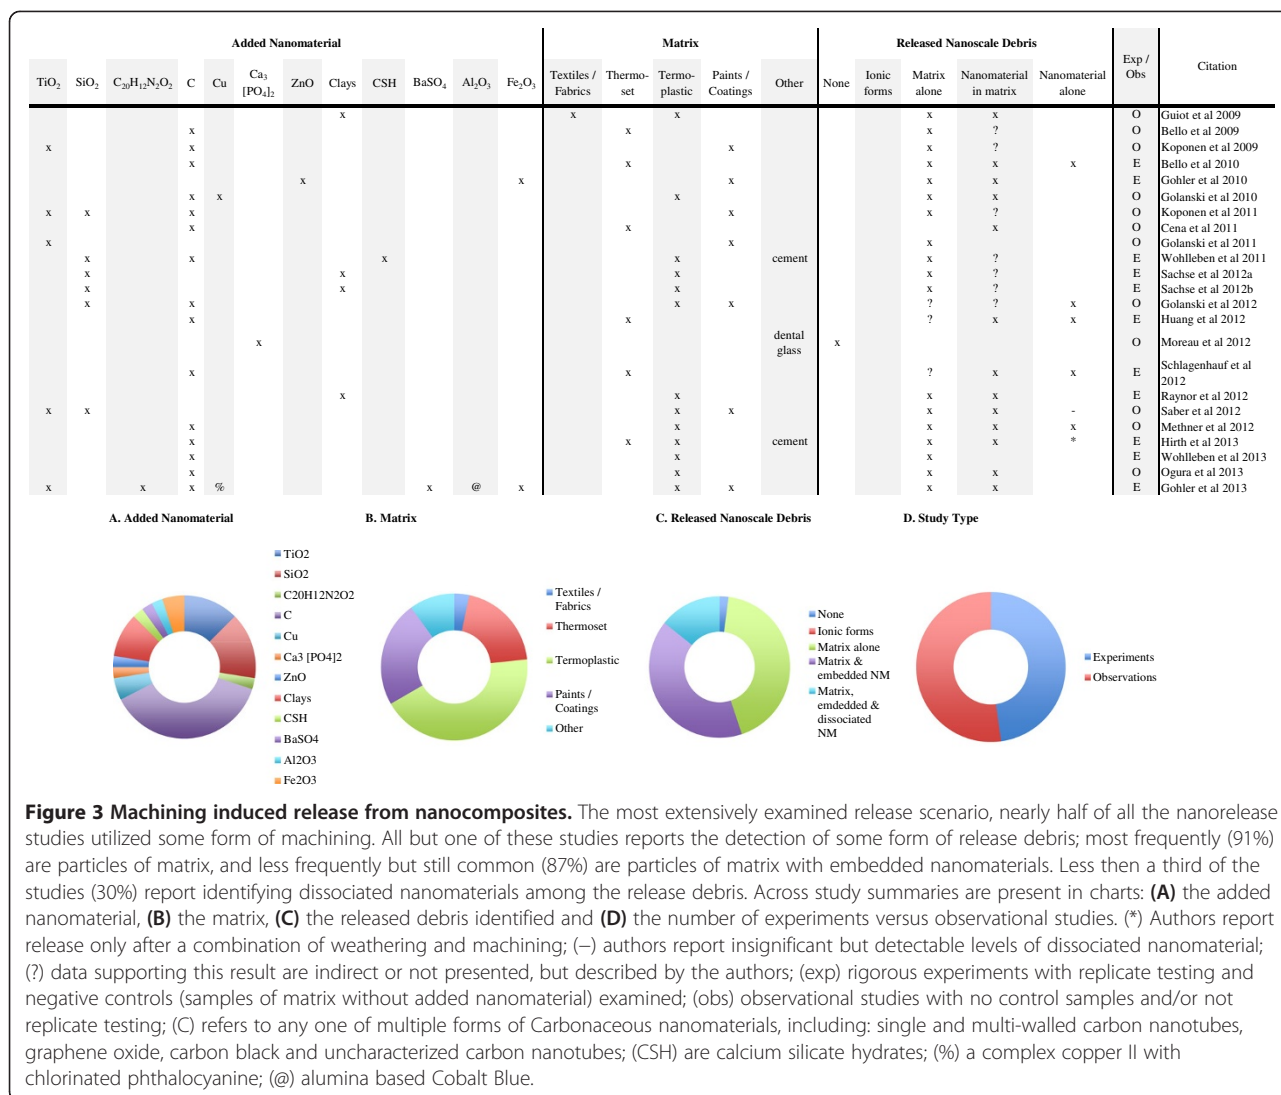 Added Nanomaterial Matrix Released Nanoscale Debris Exp / Obs Citation
TiO₂ SiO₂ C₂₀H₁₂N₂O₂ C Cu Ca₃ [PO₄]₂ ZnO Clays CSH BaSO₄ Al₂O₃ Fe₂O₃ Textiles / Fabrics Thermo-set Termo-plastic Paints / Coatings Other None Ionic forms Matrix alone Nanomaterial in matrix Nanomaterial alone
x x x x x O Guiot et al 2009
x x x ? O Bello et al 2009
x x x x ? O Koponen et al 2009
x x x x x E Bello et al 2010
x x x x x E Gohler et al 2010
x x x x x O Golanski et al 2010
x x x x x ? O Koponen et al 2011
x x x O Cena et al 2011
x x x O Golanski et al 2011
x x x x cement x ? E Wohlleben et al 2011
x x x x ? E Sachse et al 2012a
x x x x ? E Sachse et al 2012b
x x x x ? ? x O Golanski et al 2012
x x ? x x E Huang et al 2012
x dental glass x O Moreau et al 2012
x x ? x x E Schlagenhauf et al 2012
x x x x E Raynor et al 2012
x x x x x x - O Saber et al 2012
x x x x x O Methner et al 2012
x x x cement x x * E Hirth et al 2013
x x x E Wohlleben et al 2013
x x x x O Ogura et al 2013
x x x % x @ x x x x x E Gohler et al 2013
A. Added Nanomaterial
TiO2
SiO2
C20H12N2O2
C
Cu
Ca3 [PO4]2
ZnO
Clays
CSH
BaSO4
Al2O3
Fe2O3
B. Matrix
Textiles /
Fabrics
Thermoset
Termoplastic
Paints /
Coatings
Other
C. Released Nanoscale Debris
None
Ionic forms
Matrix alone
Matrix &
embedded NM
Matrix,
emdedded &
dissociated
NM
D. Study Type
Experiments
Observations
Figure 3 Machining induced release from nanocomposites. The most extensively examined release scenario, nearly half of all the nanorelease
studies utilized some form of machining. All but one of these studies reports the detection of some form of release debris; most frequently (91%)
are particles of matrix, and less frequently but still common (87%) are particles of matrix with embedded nanomaterials. Less then a third of the
studies (30%) report identifying dissociated nanomaterials among the release debris. Across study summaries are present in charts: (A) the added
nanomaterial, (B) the matrix, (C) the released debris identified and (D) the number of experiments versus observational studies. (*) Authors report
release only after a combination of weathering and machining; (−) authors report insignificant but detectable levels of dissociated nanomaterial;
(?) data supporting this result are indirect or not presented, but described by the authors; (exp) rigorous experiments with replicate testing and
negative controls (samples of matrix without added nanomaterial) examined; (obs) observational studies with no control samples and/or not
replicate testing; (C) refers to any one of multiple forms of Carbonaceous nanomaterials, including: single and multi-walled carbon nanotubes,
graphene oxide, carbon black and uncharacterized carbon nanotubes; (CSH) are calcium silicate hydrates; (%) a complex copper II with
chlorinated phthalocyanine; (@) alumina based Cobalt Blue.